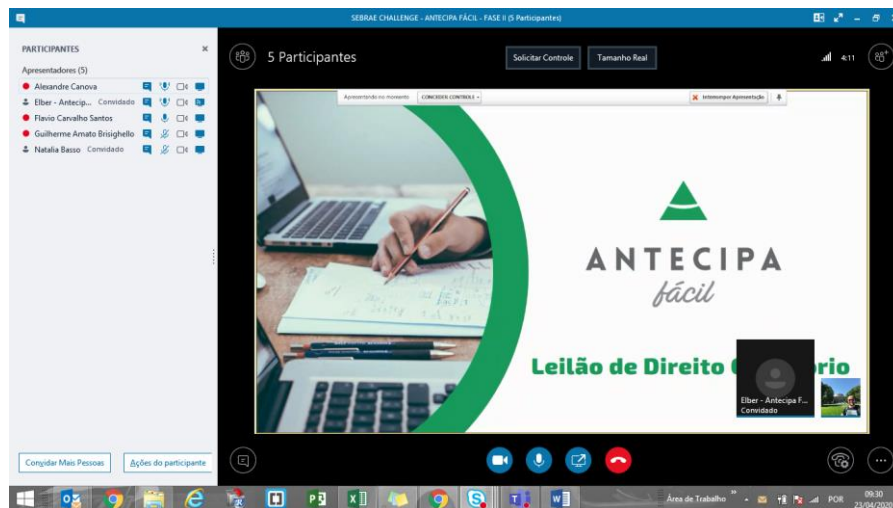 SEBRAE CHALLENGE - ANTECIPA FÁCIL - FASE II (5 Participantes)
PARTICIPANTES
Apresentadores (5)
Alexandre Canova
Elber - Antecip... Convidado
Flavio Carvalho Santos
Guilherme Amato Brisighello
Natalia Basso Convidado
Convidar Mais Pessoas
Ações do participante
5 Participantes
Solicitar Controle
Tamanho Real
4:11
Apresentando no momento
CONCEDER CONTROLE
Interromper Apresentação
ANTECIPA
fácil
Leilão de Direito
rio
Elber - Antecipa F...
Convidado
Área de Trabalho
POR
09:30
23/04/2020